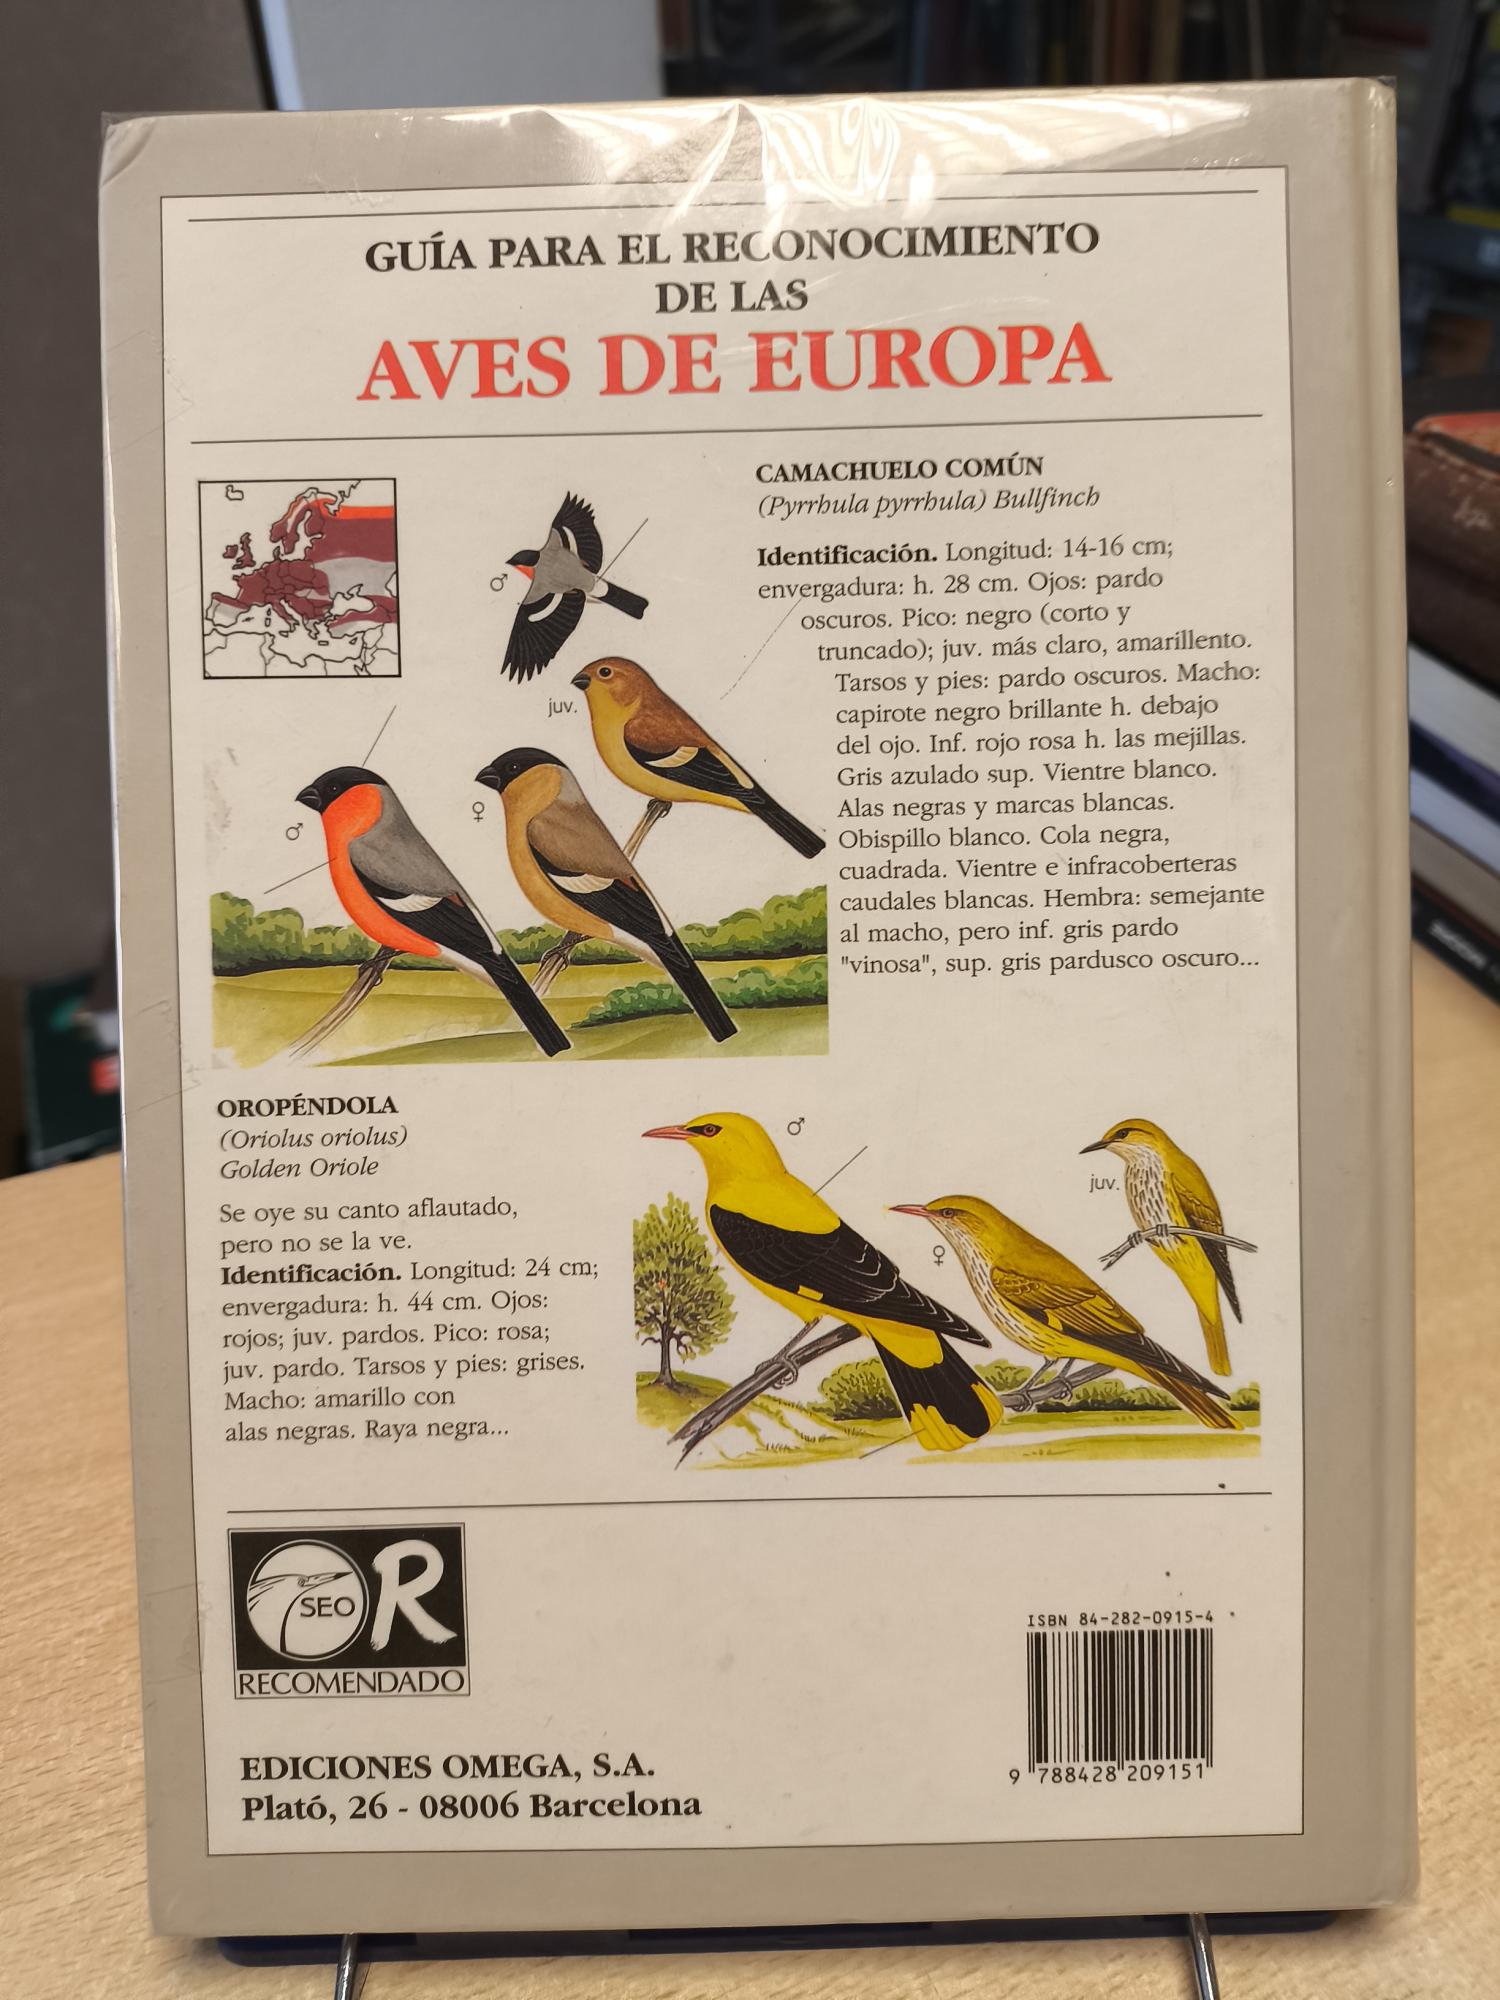 GUÍA PARA EL RECONOCIMIENTO
DE LAS
AVES DE EUROPA
CAMACHUELO COMÚN
(Pyrrhula pyrrhula) Bullfinch
Identificación. Longitud: 14-16 cm;
envergadura: h. 28 cm. Ojos: pardo
oscuros. Pico: negro (corto y
truncado); juv. más claro, amarillento.
Tarsos y pies: pardo oscuros. Macho:
capirote negro brillante h. debajo
del ojo. Inf. rojo rosa h. las mejillas.
Gris azulado sup. Vientre blanco.
Alas negras y marcas blancas.
Obispillo blanco. Cola negra,
cuadrada. Vientre e infracoberteras
caudales blancas. Hembra: semejante
al macho, pero inf. gris pardo
"vinosa", sup. gris pardusco oscuro...
♂
juv.
♂
♀
OROPÉNDOLA
(Oriolus oriolus)
Golden Oriole
Se oye su canto aflautado,
pero no se la ve.
Identificación. Longitud: 24 cm;
envergadura: h. 44 cm. Ojos:
rojos; juv. pardos. Pico: rosa;
juv. pardo. Tarsos y pies: grises.
Macho: amarillo con
alas negras. Raya negra...
♂
juv.
♀
SEO R
RECOMENDADO
EDICIONES OMEGA, S.A.
Plató, 26 - 08006 Barcelona
ISBN 84-282-0915-4
9 788428 209151